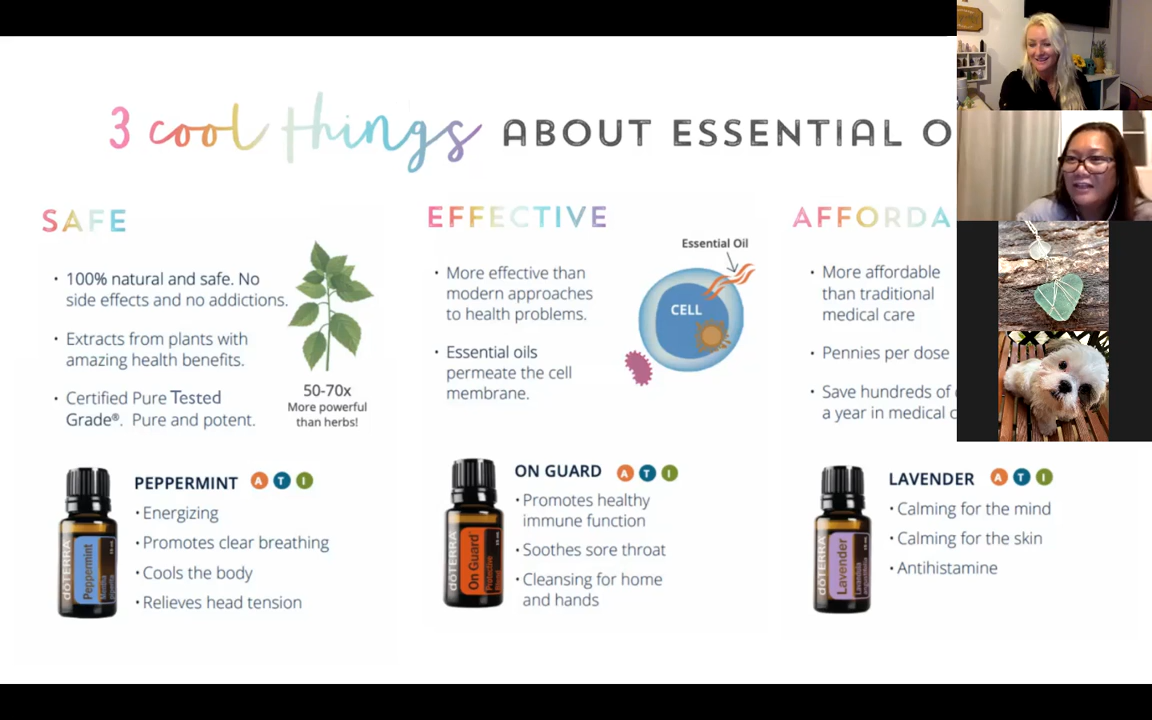 3 cool things ABOUT ESSENTIAL O
SAFE
• 100% natural and safe. No
side effects and no addictions.
• Extracts from plants with
amazing health benefits.
• Certified Pure Tested
Grade®. Pure and potent.
50-70x
More powerful
than herbs!
PEPPERMINT A T I
• Energizing
• Promotes clear breathing
• Cools the body
• Relieves head tension
dōTERRA
Peppermint
EFFECTIVE
• More effective than
modern approaches
to health problems.
• Essential oils
permeate the cell
membrane.
Essential Oil
CELL
ON GUARD A T I
• Promotes healthy
immune function
• Soothes sore throat
• Cleansing for home
and hands
dōTERRA
On Guard
AFFORDA
• More affordable
than traditional
medical care
• Pennies per dose
• Save hundreds of
a year in medical c
LAVENDER A T I
• Calming for the mind
• Calming for the skin
• Antihistamine
dōTERRA
Lavender